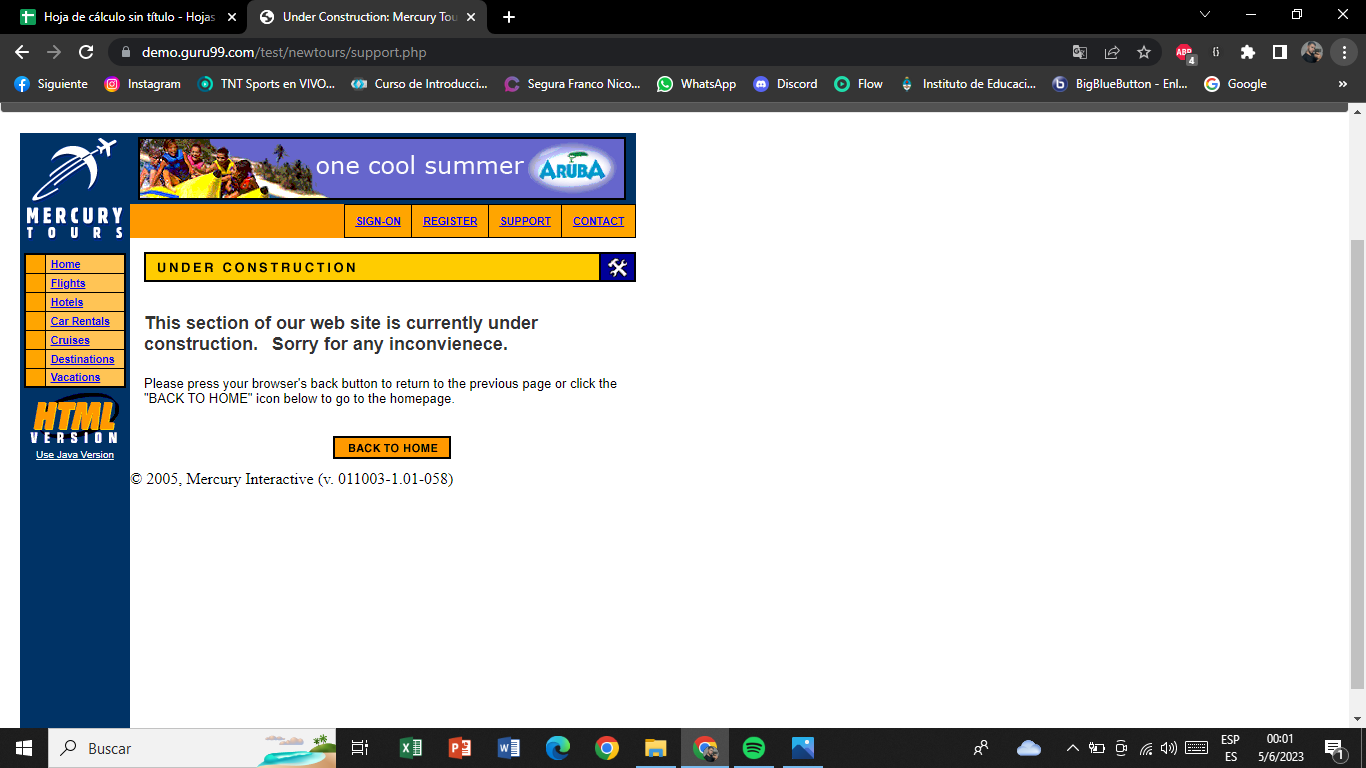 Hoja de cálculo sin título - Hojas
Under Construction: Mercury Tou
demo.guru99.com/test/newtours/support.php
ABP
4
Siguiente
Instagram
TNT Sports en VIVO...
Curso de Introducci...
Segura Franco Nico...
WhatsApp
Discord
Flow
Instituto de Educaci...
BigBlueButton - Enl...
Google
»
MERCURY
TOURS
one cool summer
ARUBA
SIGN-ON
REGISTER
SUPPORT
CONTACT
Home
Flights
Hotels
Car Rentals
Cruises
Destinations
Vacations
HTML
VERSION
Use Java Version
UNDER CONSTRUCTION
This section of our web site is currently under
construction. Sorry for any inconvienece.
Please press your browser's back button to return to the previous page or click the
"BACK TO HOME" icon below to go to the homepage.
BACK TO HOME
© 2005, Mercury Interactive (v. 011003-1.01-058)
Buscar
ESP
ES
00:01
5/6/2023
1